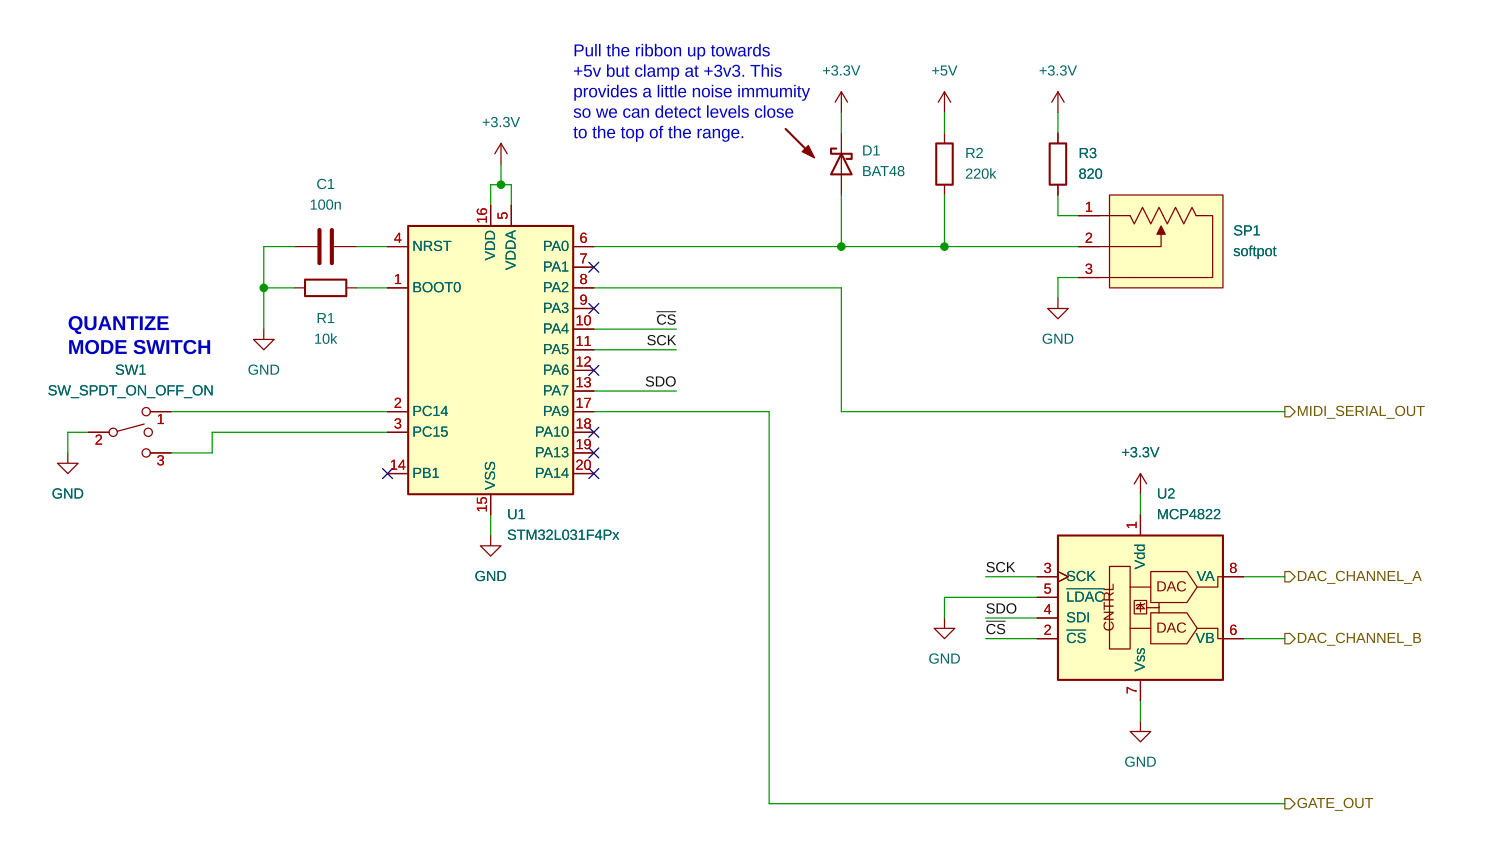 Pull the ribbon up towards
+5v but clamp at +3v3. This
provides a little noise immumity
so we can detect levels close
to the top of the range.
+3.3V
+5V
+3.3V
D1
BAT48
R2
220k
R3
820
+3.3V
C1
100n
16
5
1
2
3
SP1
softpot
GND
4
NRST
VDD
VDDA
PA0
6
PA1
7
1
BOOT0
PA2
8
PA3
9
R1
10k
GND
PA4
10
CS
PA5
11
SCK
PA6
12
PA7
13
SDO
QUANTIZE
MODE SWITCH
SW1
SW_SPDT_ON_OFF_ON
1
2
3
GND
2
PC14
PA9
17
3
PC15
PA10
18
PA13
19
14
PB1
VSS
PA14
20
15
U1
STM32L031F4Px
GND
MIDI_SERIAL_OUT
+3.3V
U2
MCP4822
1
Vdd
SCK
3
SCK
5
LDAC
SDO
4
SDI
CS
2
CS
GND
CNTRL
DAC
DAC
VA
8
DAC_CHANNEL_A
VB
6
DAC_CHANNEL_B
Vss
7
GND
GATE_OUT